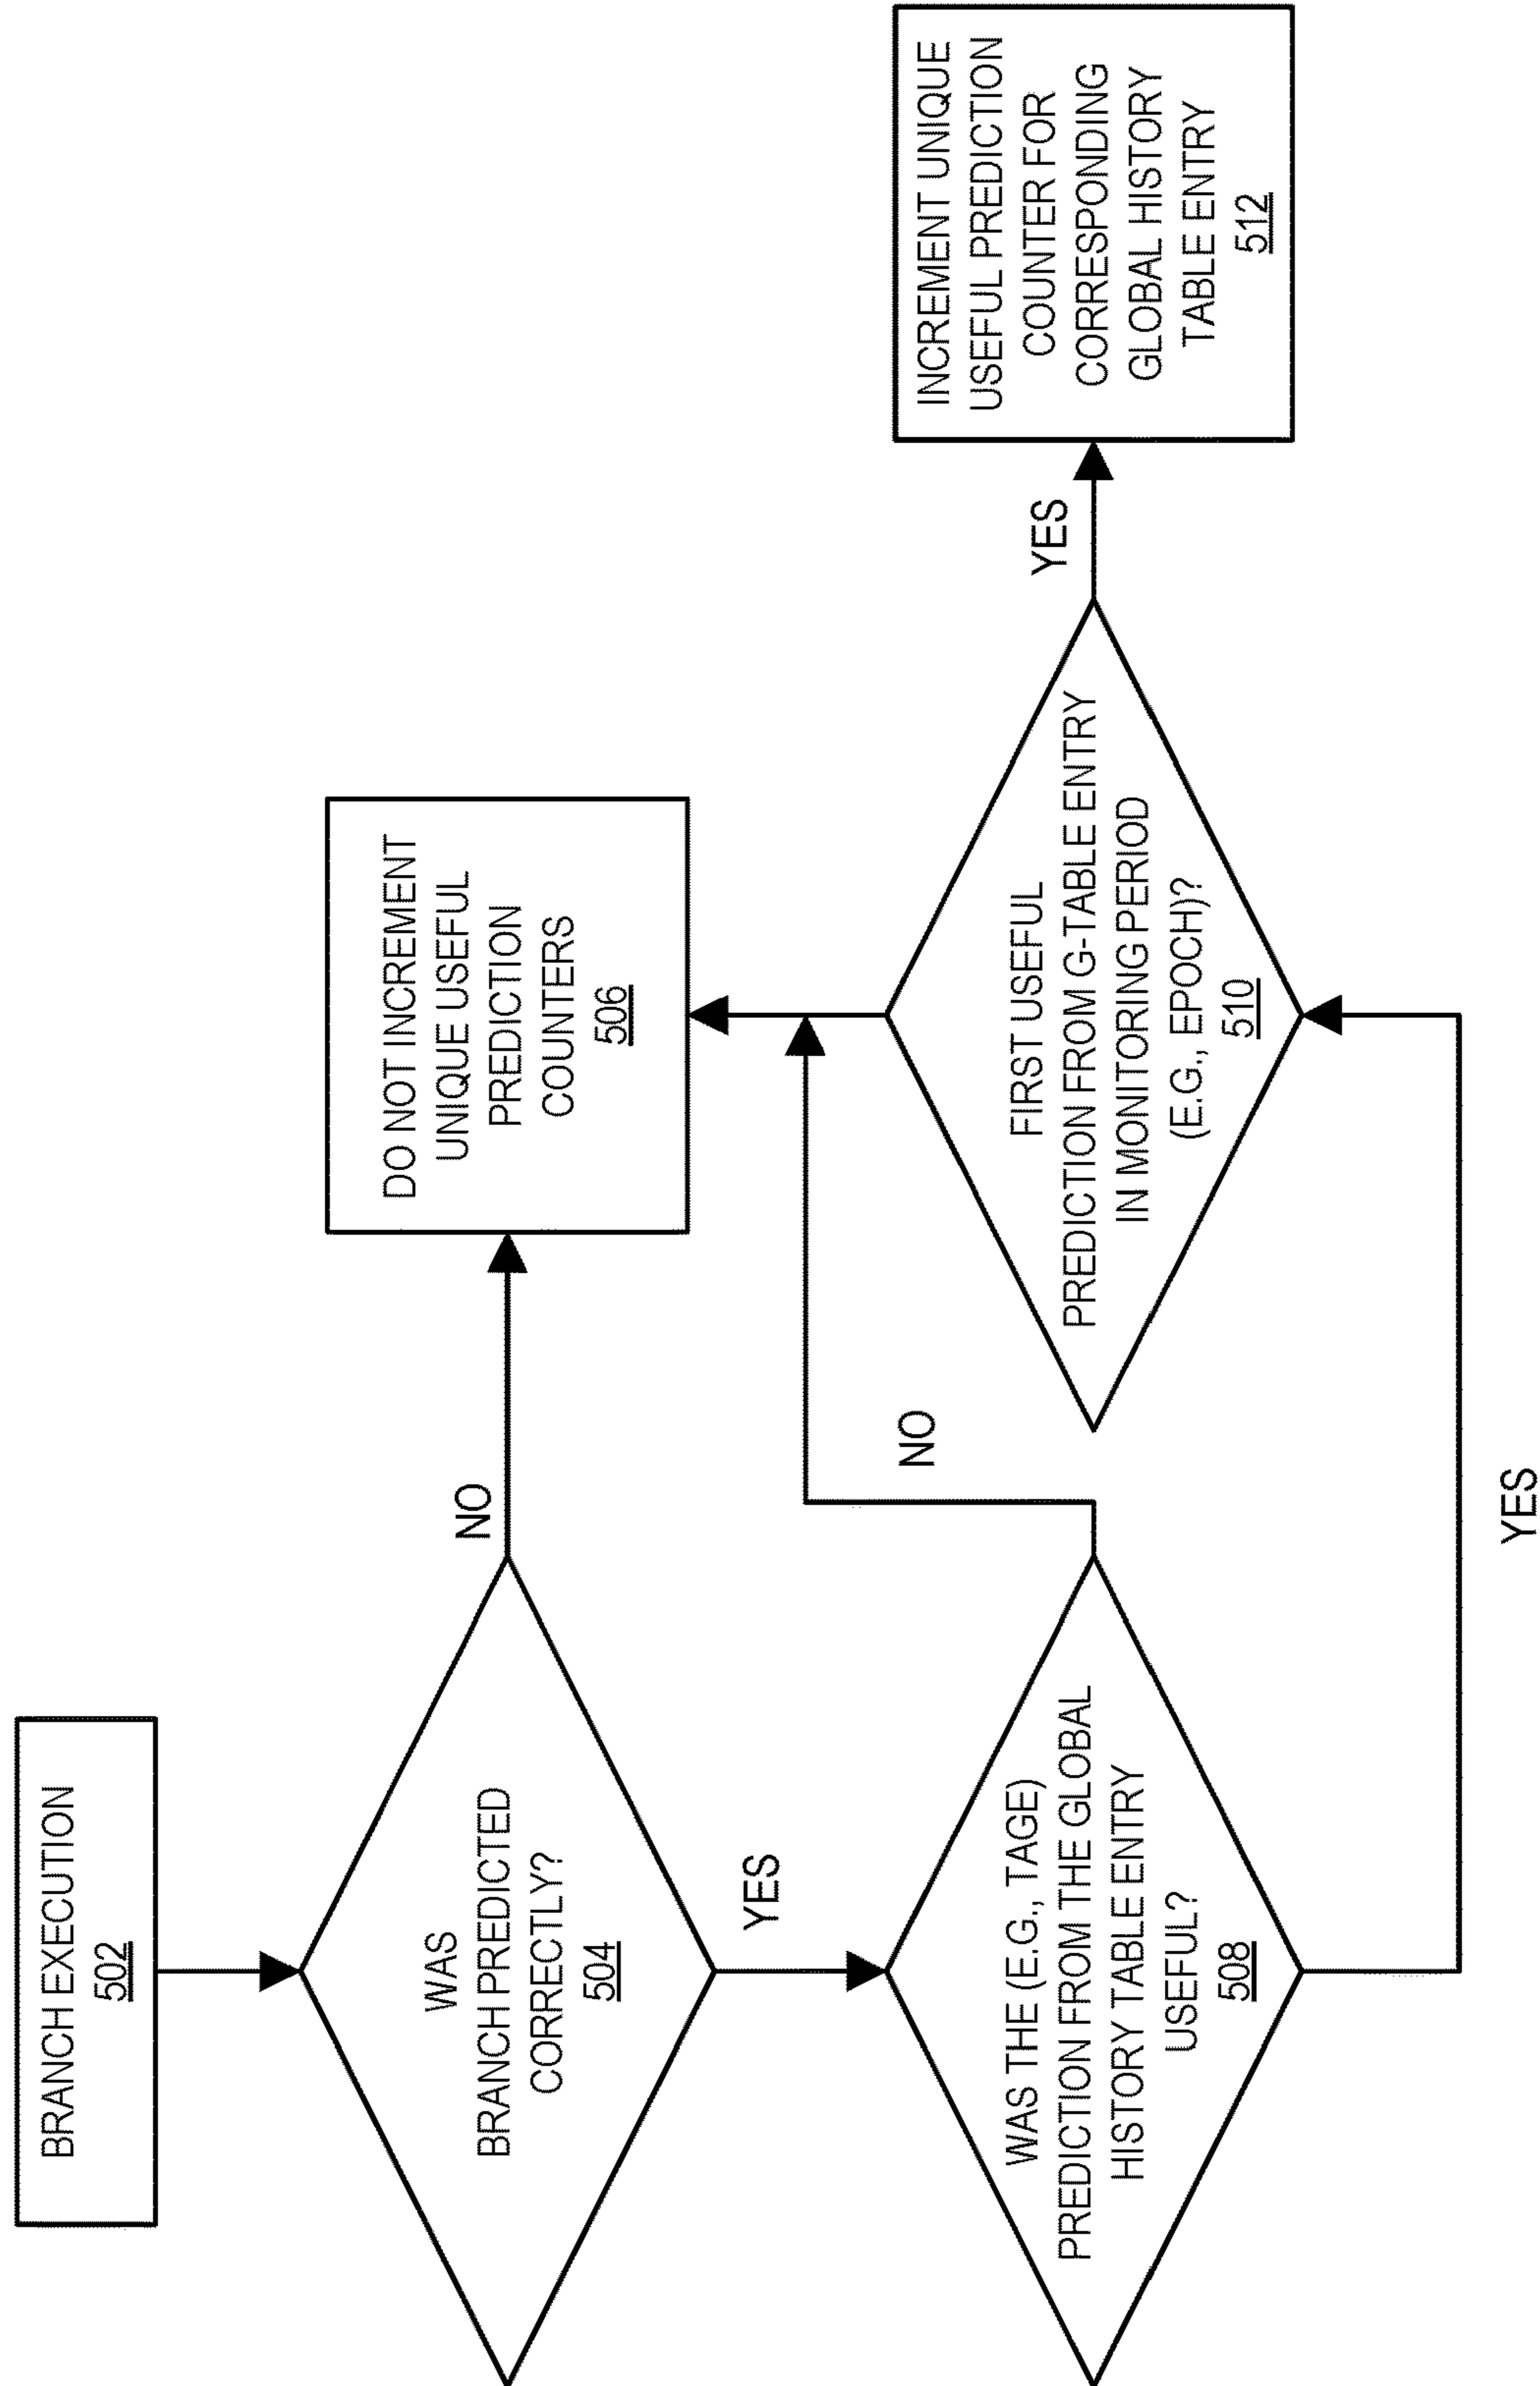 BRANCH EXECUTION
502
WAS
BRANCH PREDICTED
CORRECTLY?
504
NO
YES
DO NOT INCREMENT
UNIQUE USEFUL
PREDICTION
COUNTERS
506
WAS THE (E.G., TAGE)
PREDICTION FROM THE GLOBAL
HISTORY TABLE ENTRY
USEFUL?
508
NO
YES
FIRST USEFUL
PREDICTION FROM G-TABLE ENTRY
IN MONITORING PERIOD
(E.G., EPOCH)?
510
YES
INCREMENT UNIQUE
USEFUL PREDICTION
COUNTER FOR
CORRESPONDING
GLOBAL HISTORY
TABLE ENTRY
512